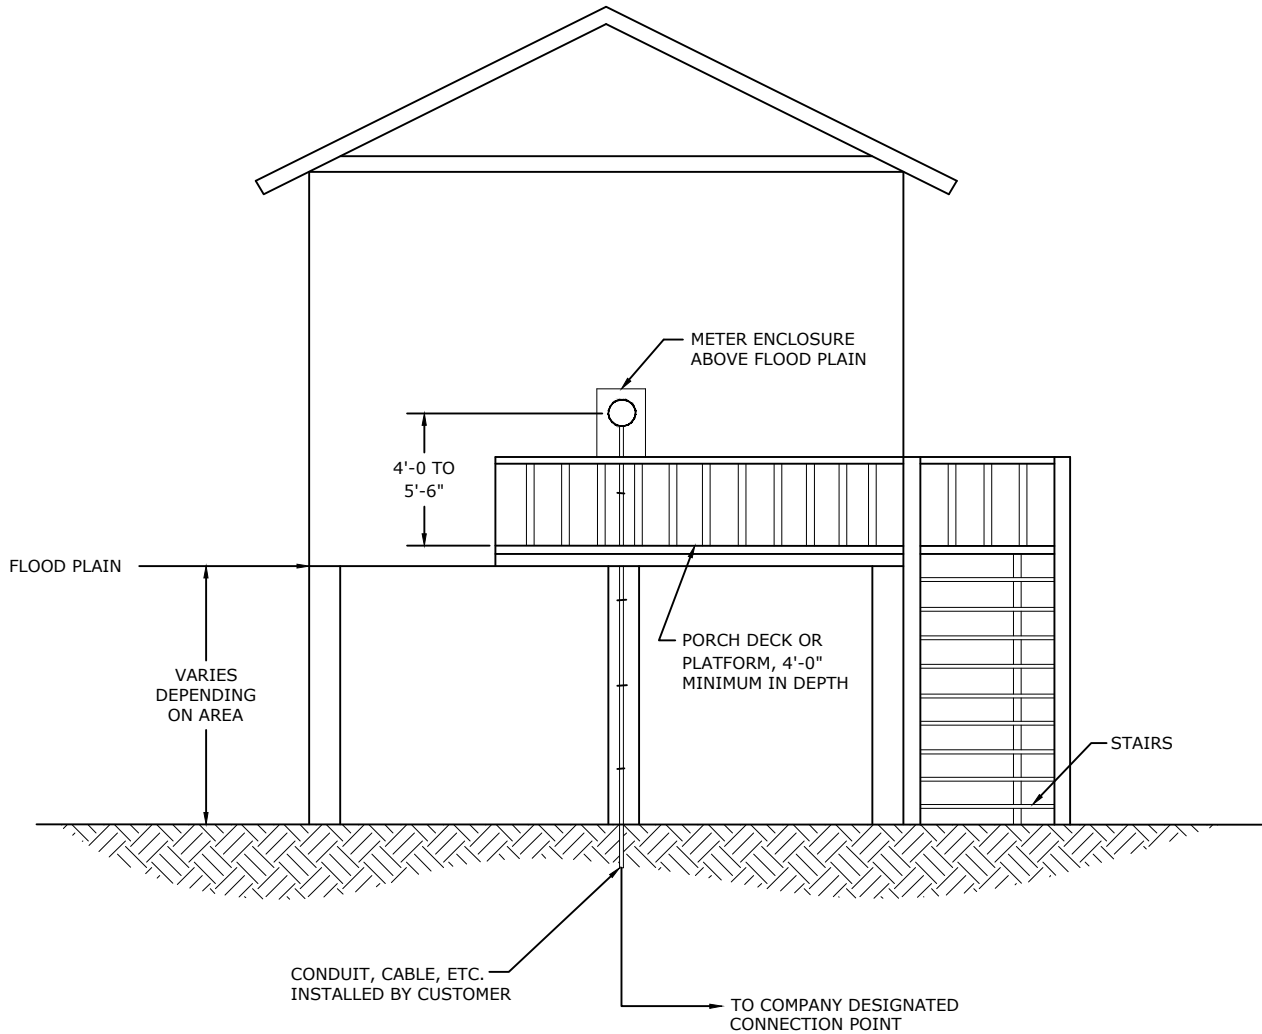 METER ENCLOSURE
ABOVE FLOOD PLAIN
4'-0 TO
5'-6"
FLOOD PLAIN
PORCH DECK OR
PLATFORM, 4'-0"
MINIMUM IN DEPTH
VARIES
DEPENDING
ON AREA
STAIRS
CONDUIT, CABLE, ETC.
INSTALLED BY CUSTOMER
TO COMPANY DESIGNATED
CONNECTION POINT